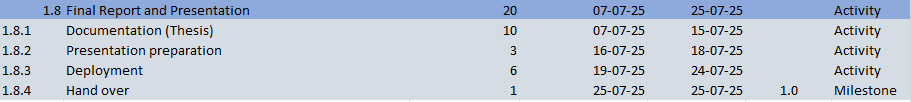 1.8 Final Report and Presentation 20 07-07-25 25-07-25 Activity
1.8.1 Documentation (Thesis) 10 07-07-25 15-07-25 Activity
1.8.2 Presentation preparation 3 16-07-25 18-07-25 Activity
1.8.3 Deployment 6 19-07-25 24-07-25 Activity
1.8.4 Hand over 1 25-07-25 25-07-25 1.0 Milestone